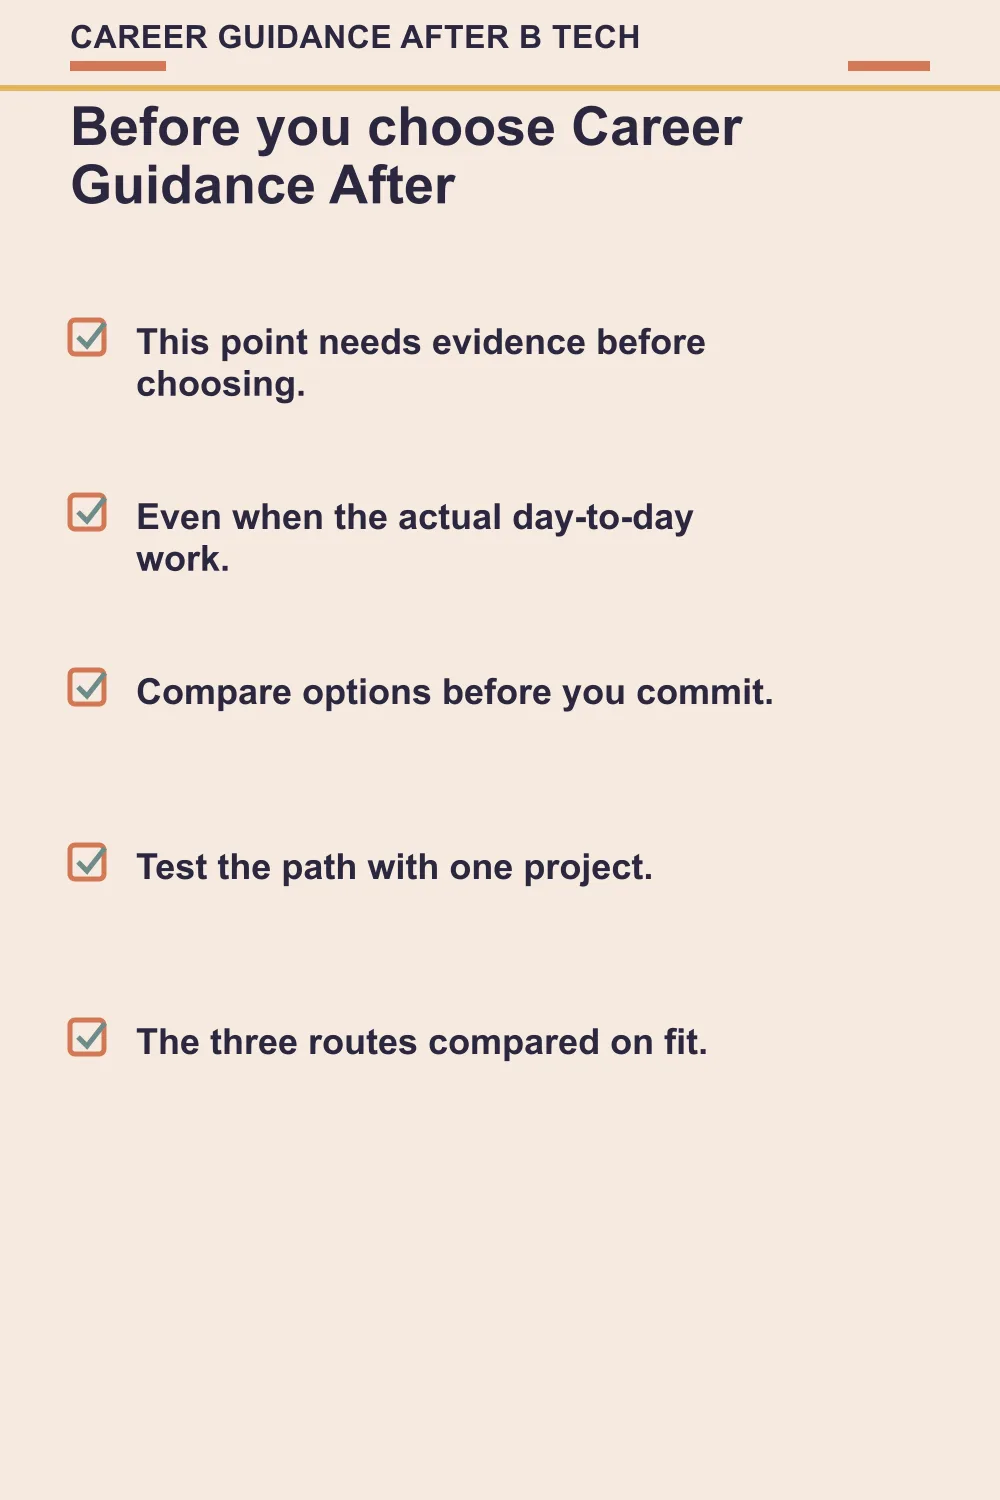 CAREER GUIDANCE AFTER B TECH
Before you choose Career
Guidance After
This point needs evidence before
choosing.
Even when the actual day-to-day
work.
Compare options before you commit.
Test the path with one project.
The three routes compared on fit.